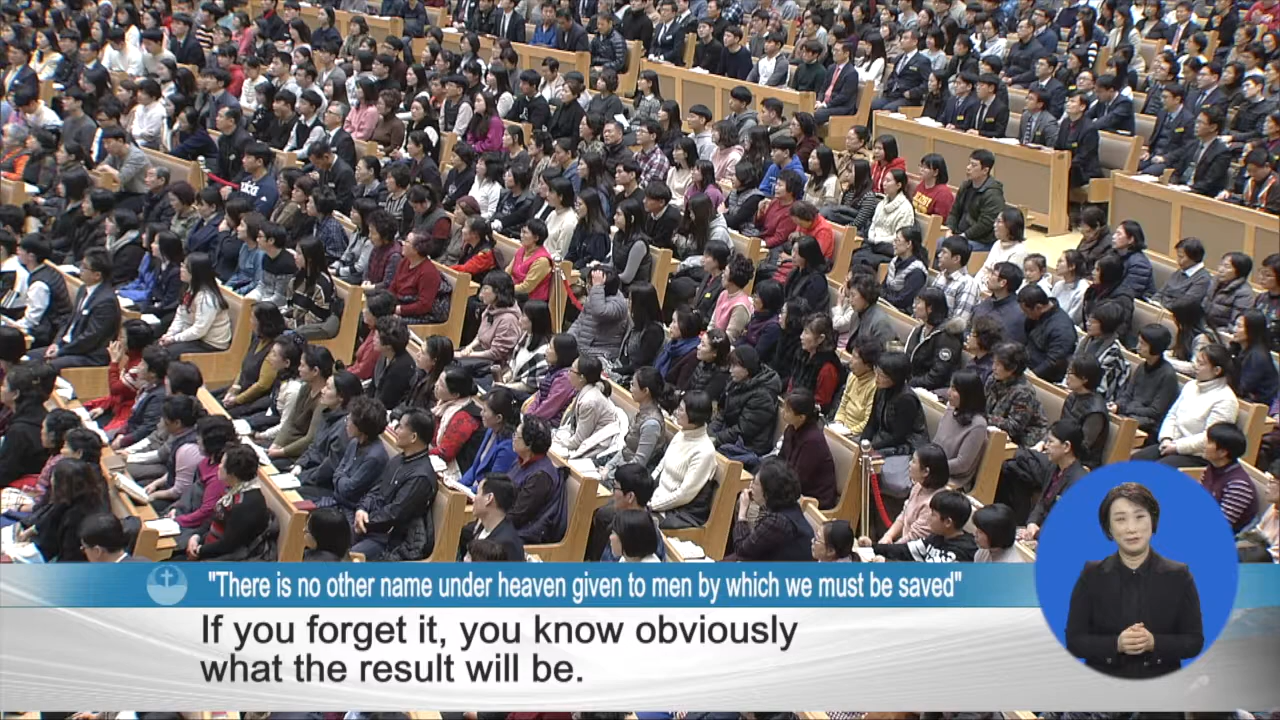 "There is no other name under heaven given to men by which we must be saved"
If you forget it, you know obviously
what the result will be.